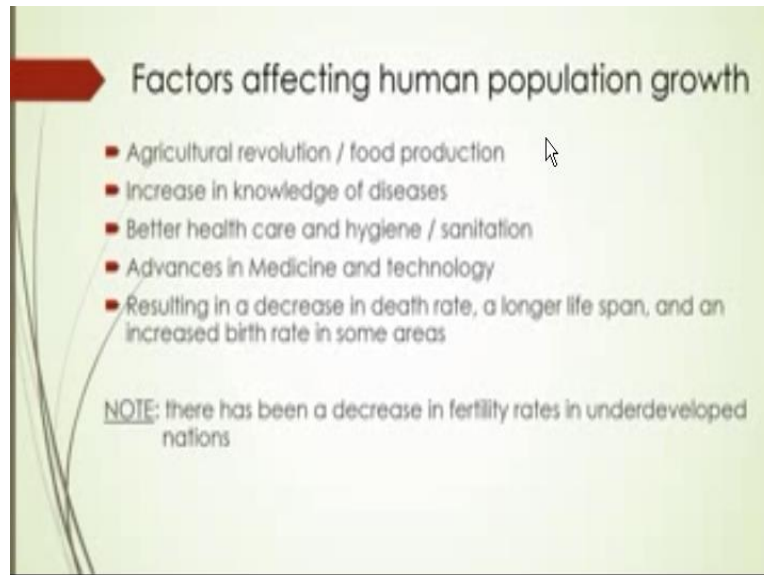 Factors affecting human population growth
Agricultural revolution / food production
Increase in knowledge of diseases
Better health care and hygiene / sanitation
Advances in Medicine and technology
Resulting in a decrease in death rate, a longer life span, and an
increased birth rate in some areas
NOTE: there has been a decrease in fertility rates in underdeveloped
nations